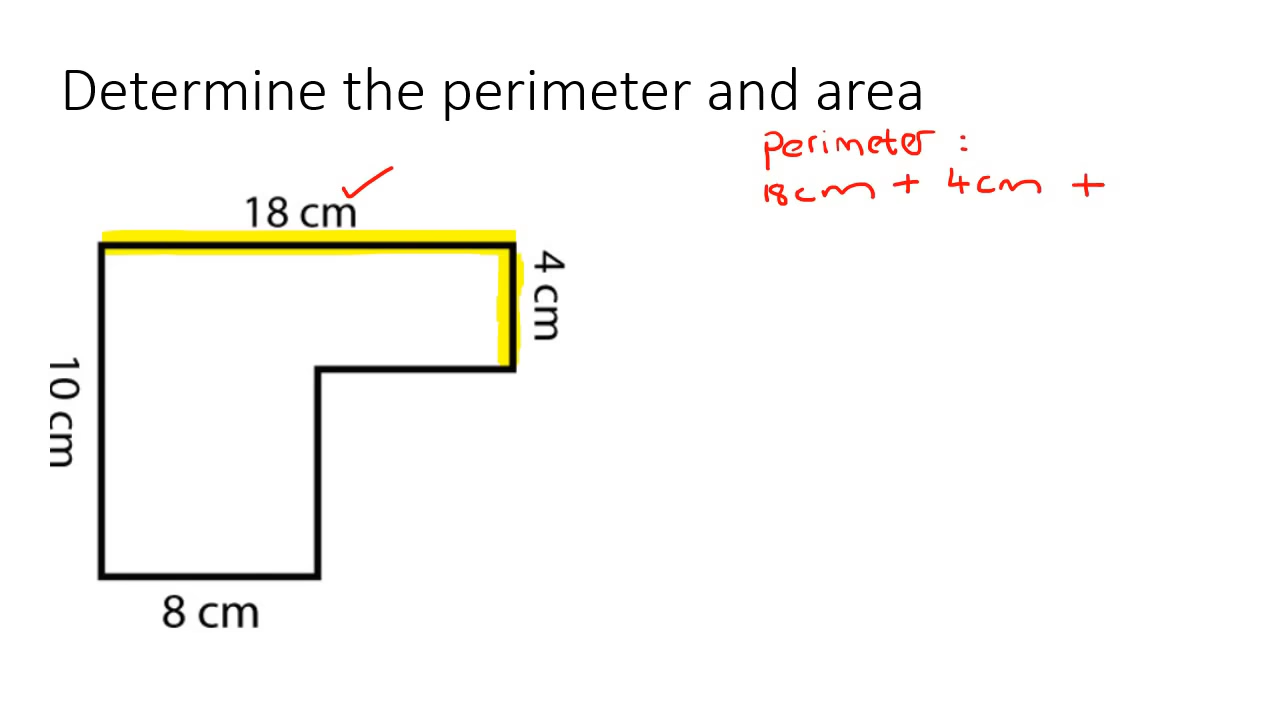 Determine the perimeter and area
perimeter :
18cm + 4cm +
18 cm
4 cm
10 cm
8 cm